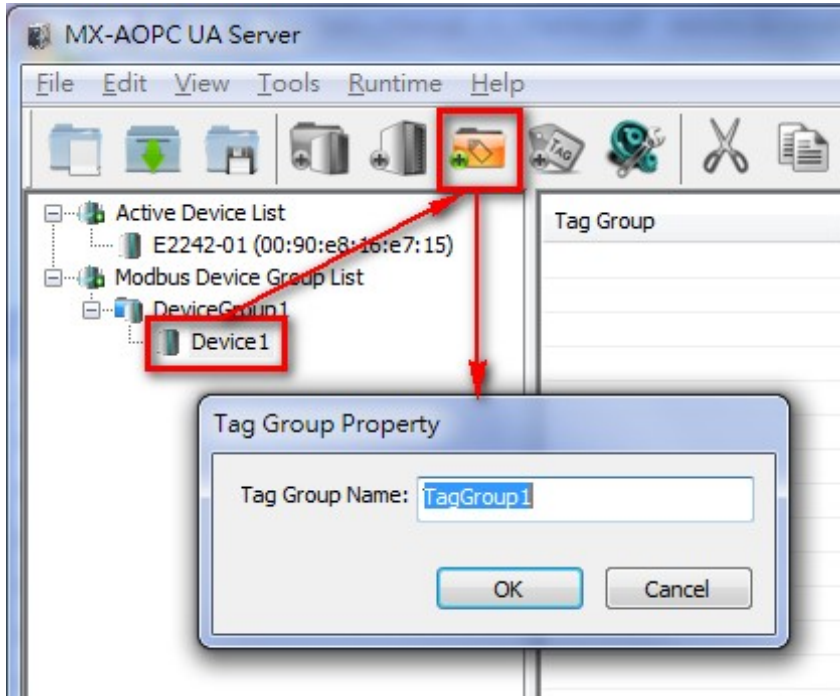 MX-AOPC UA Server
File Edit View Tools Runtime Help
TAG
Active Device List
E2242-01 (00:90:e8:16:e7:15)
Modbus Device Group List
DeviceGroup1
Device1
Tag Group
Tag Group Property
Tag Group Name: TagGroup1
OK Cancel